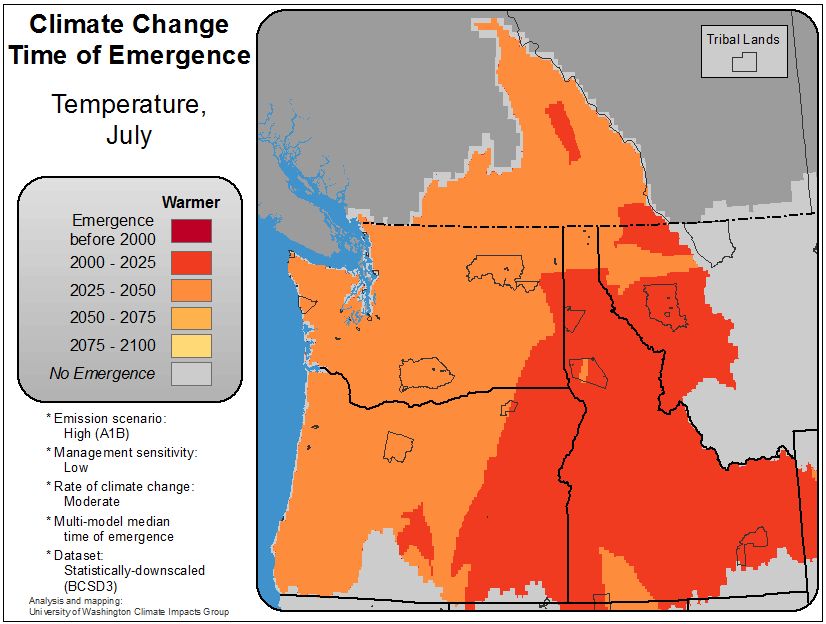 Climate Change
Time of Emergence
Temperature,
July
Warmer
Emergence
before 2000
2000 - 2025
2025 - 2050
2050 - 2075
2075 - 2100
No Emergence
* Emission scenario:
High (A1B)
* Management sensitivity:
Low
* Rate of climate change:
Moderate
* Multi-model median
time of emergence
* Dataset:
Statistically-downscaled
(BCSD3)
Analysis and mapping:
University of Washington Climate Impacts Group
Tribal Lands